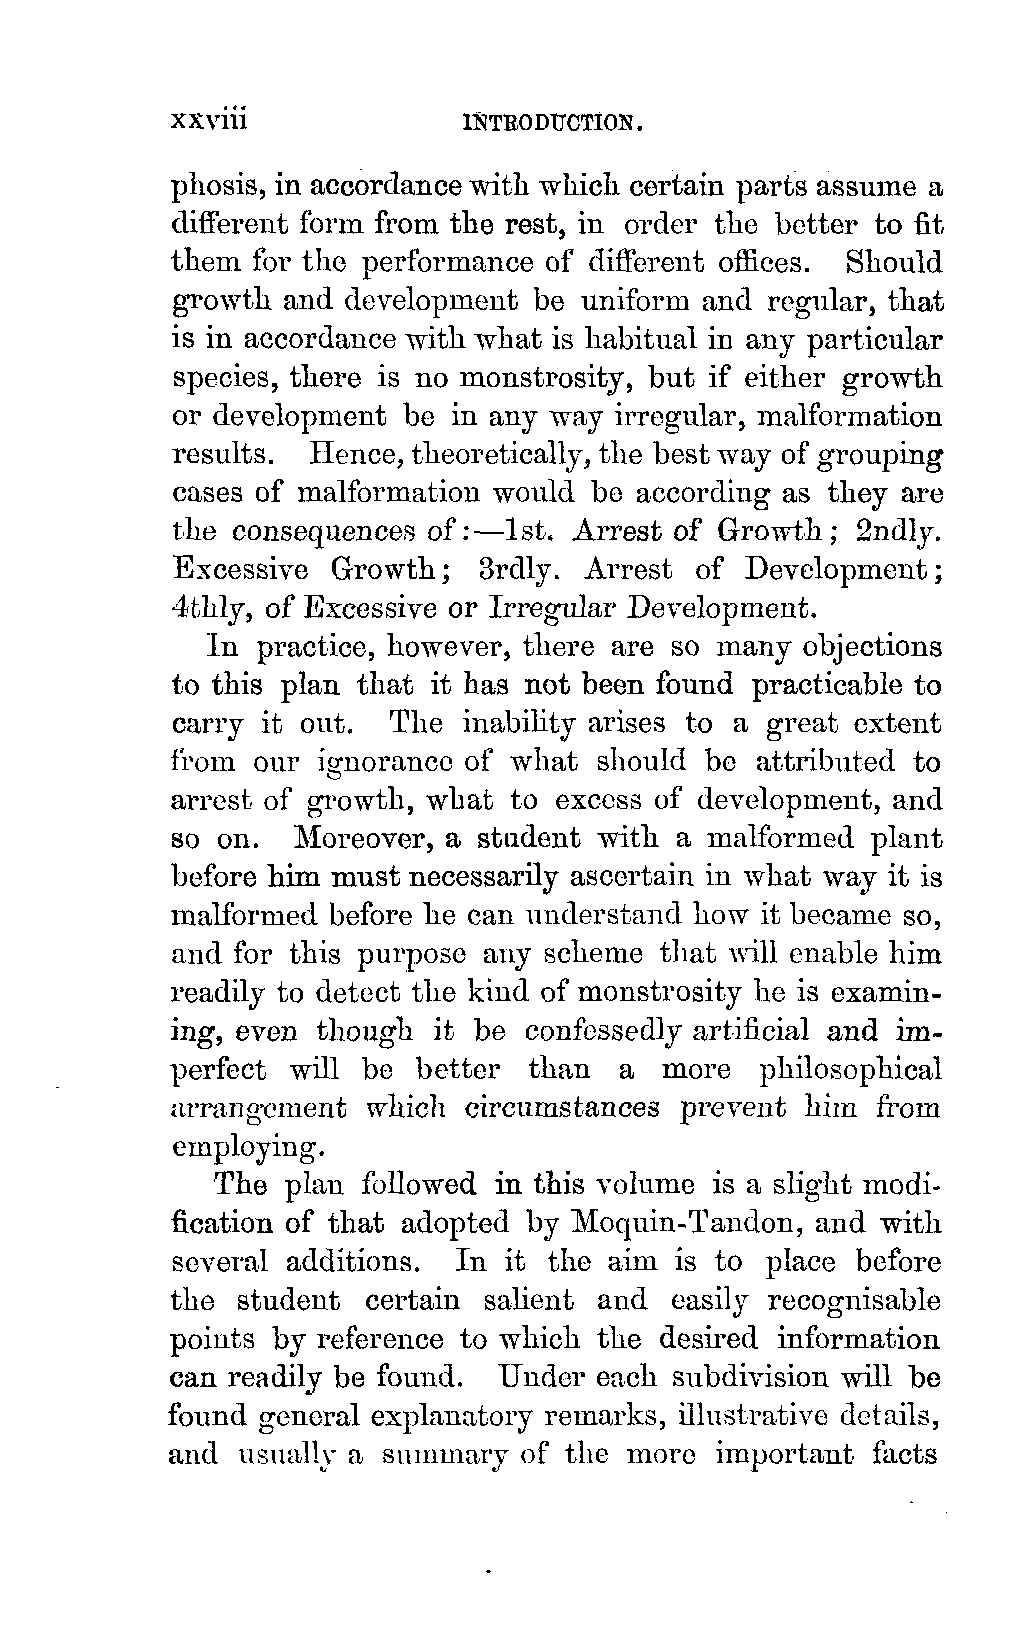 xxviii INTRODUCTION.
phosis, in accordance with which certain parts assume a
different form from the rest, in order the better to fit
them for the performance of different offices. Should
growth and development be uniform and regular, that
is in accordance with what is habitual in any particular
species, there is no monstrosity, but if either growth
or development be in any way irregular, malformation
results. Hence, theoretically, the best way of grouping
cases of malformation would be according as they are
the consequences of:—1st. Arrest of Growth; 2ndly.
Excessive Growth; 3rdly. Arrest of Development;
4thly, of Excessive or Irregular Development.
In practice, however, there are so many objections
to this plan that it has not been found practicable to
carry it out. The inability arises to a great extent
from our ignorance of what should be attributed to
arrest of growth, what to excess of development, and
so on. Moreover, a student with a malformed plant
before him must necessarily ascertain in what way it is
malformed before he can understand how it became so,
and for this purpose any scheme that will enable him
readily to detect the kind of monstrosity he is examin-
ing, even though it be confessedly artificial and im-
perfect will be better than a more philosophical
arrangement which circumstances prevent him from
employing.
The plan followed in this volume is a slight modi-
fication of that adopted by Moquin-Tandon, and with
several additions. In it the aim is to place before
the student certain salient and easily recognisable
points by reference to which the desired information
can readily be found. Under each subdivision will be
found general explanatory remarks, illustrative details,
and usually a summary of the more important facts